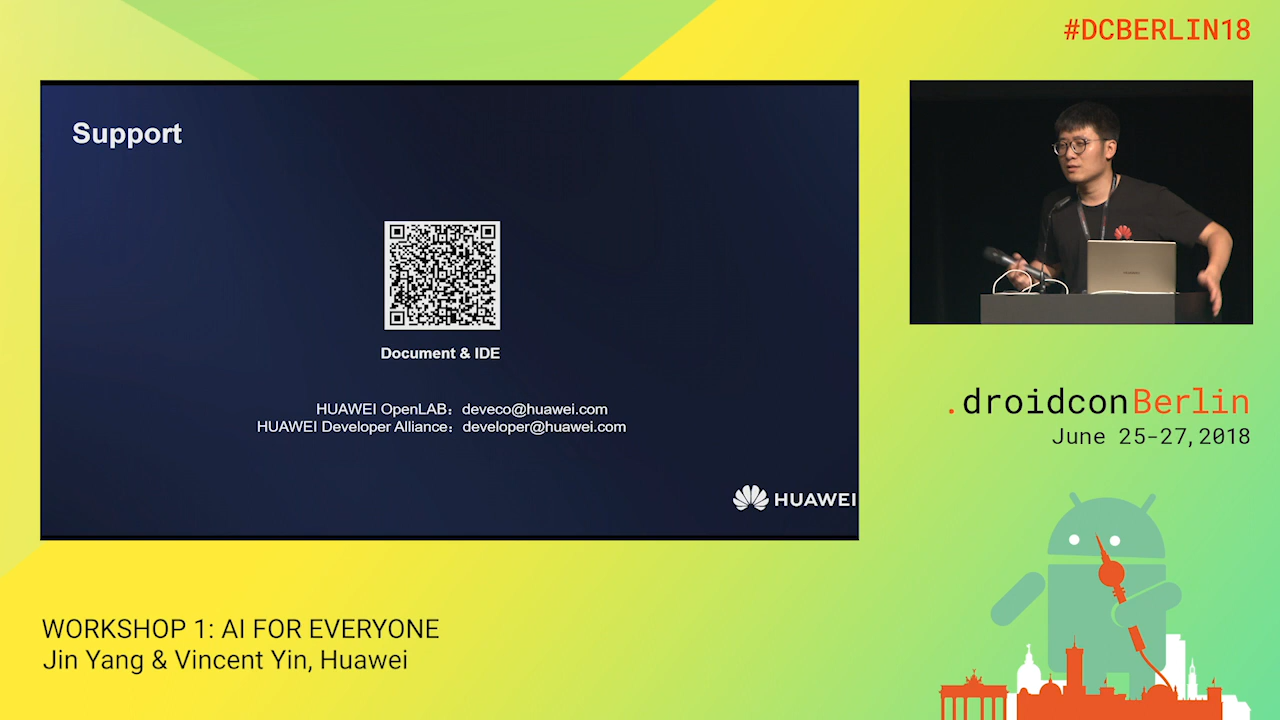 #DCBERLIN18
Support
Document & IDE
HUAWEI OpenLAB：deveco@huawei.com
HUAWEI Developer Alliance：developer@huawei.com
HUAWEI
.droidconBerlin
June 25-27,2018
WORKSHOP 1: AI FOR EVERYONE
Jin Yang & Vincent Yin, Huawei